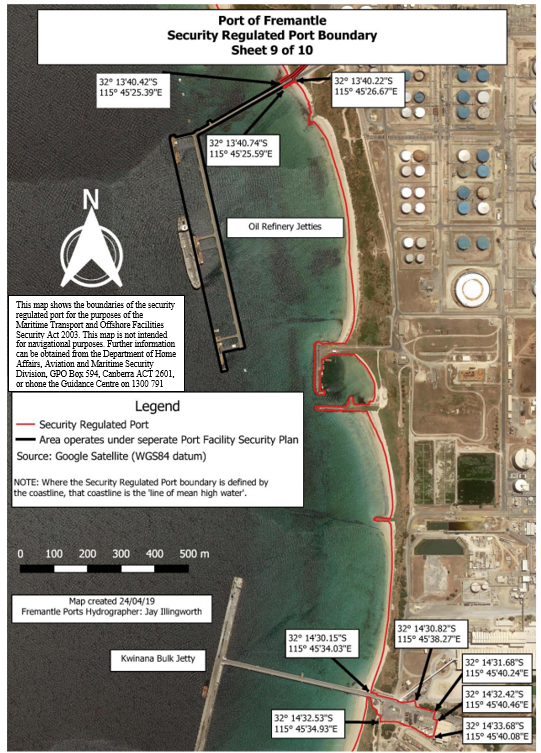 Port of Fremantle
Security Regulated Port Boundary
Sheet 9 of 10
32° 13'40.42"S
115° 45'25.39"E
32° 13'40.22"S
115° 45'26.67"E
32° 13'40.74"S
115° 45'25.59"E
N
Oil Refinery Jetties
This map shows the boundaries of the security
regulated port for the purposes of the
Maritime Transport and Offshore Facilities
Security Act 2003. This map is not intended
for navigational purposes. Further information
can be obtained from the Department of Home
Affairs, Aviation and Maritime Security
Division, GPO Box 594, Canberra ACT 2601,
or phone the Guidance Centre on 1300 791
Legend
Security Regulated Port
Area operates under seperate Port Facility Security Plan
Source: Google Satellite (WGS84 datum)
NOTE: Where the Security Regulated Port boundary is defined by
the coastline, that coastline is the 'line of mean high water'.
0 100 200 300 400 500 m
Map created 24/04/19
Fremantle Ports Hydrographer: Jay Illingworth
Kwinana Bulk Jetty
32° 14'30.15"S
115° 45'34.03"E
32° 14'30.82"S
115° 45'38.27"E
32° 14'31.68"S
115° 45'40.24"E
32° 14'32.42"S
115° 45'40.46"E
32° 14'32.53"S
115° 45'34.93"E
32° 14'33.68"S
115° 45'40.08"E